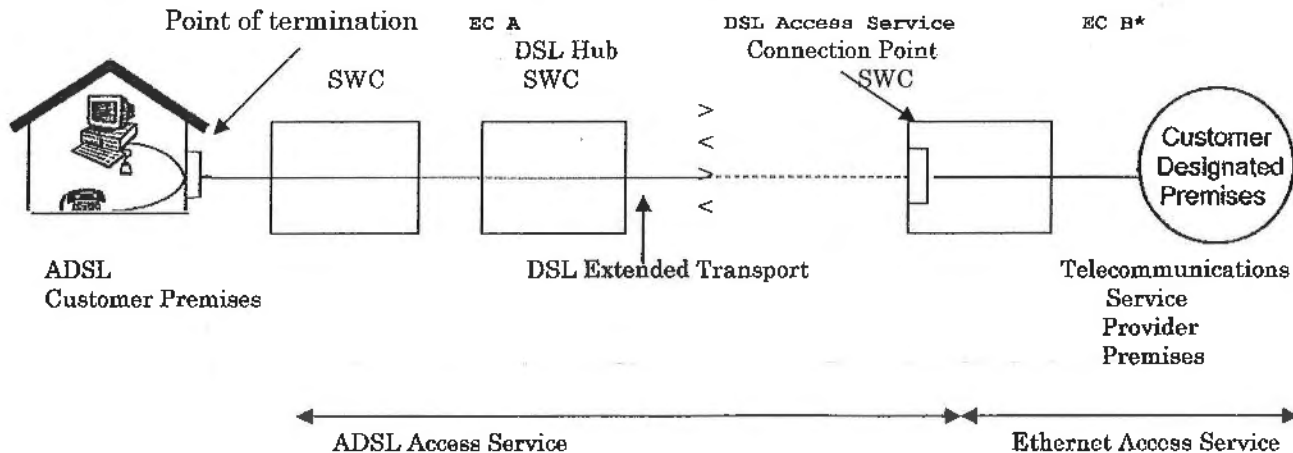 Point of termination
EC A
DSL Access Service
EC B*
DSL Hub
Connection Point
SWC
SWC
SWC
>
<
>
<
Customer
Designated
Premises
ADSL
Customer Premises
DSL Extended Transport
Telecommunications
Service
Provider
Premises
ADSL Access Service
Ethernet Access Service